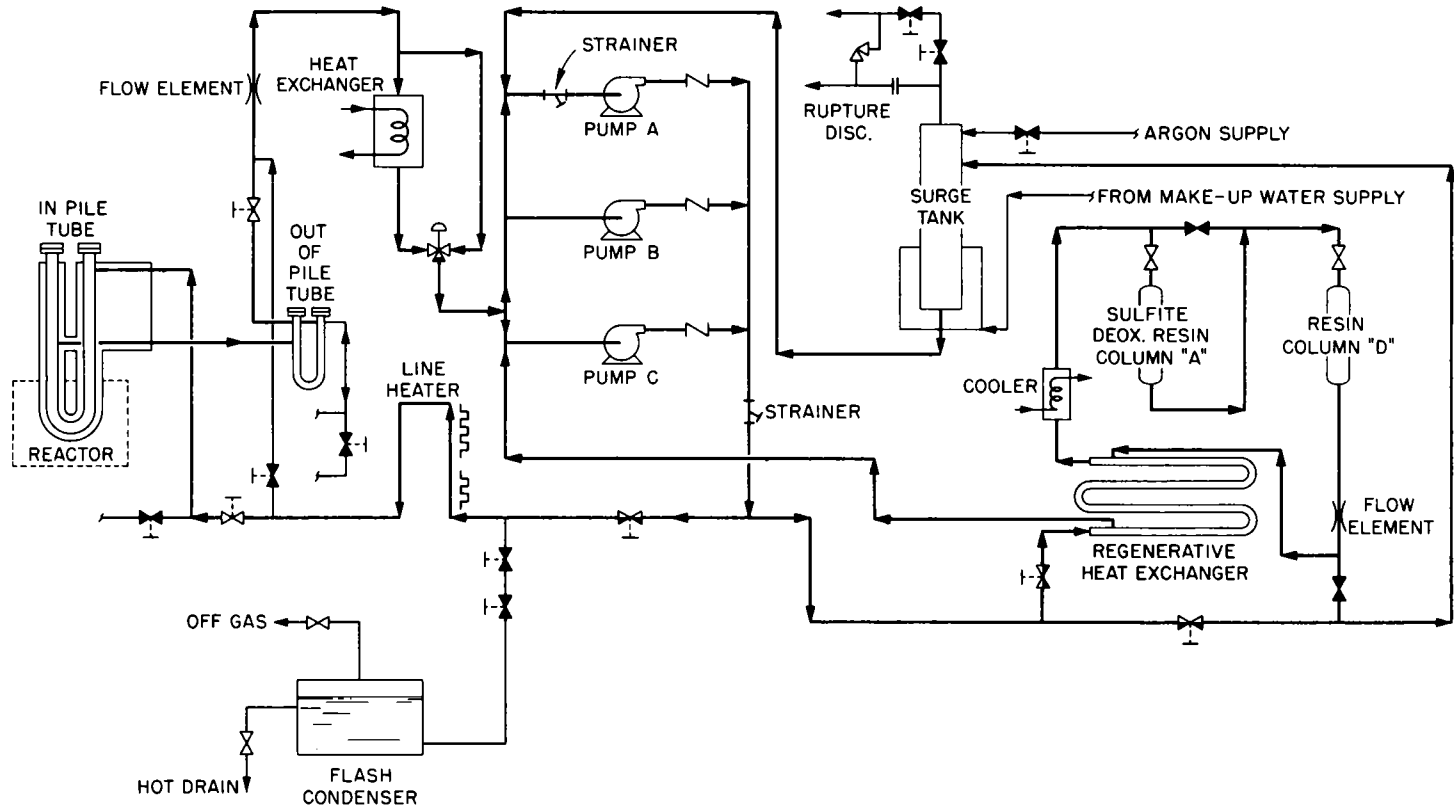 STRAINER
HEAT
EXCHANGER
FLOW ELEMENT
PUMP A
RUPTURE
DISC.
ARGON SUPPLY
FROM MAKE-UP WATER SUPPLY
SURGE
TANK
IN PILE
TUBE
OUT
OF
PILE
TUBE
PUMP B
SULFITE
DEOX. RESIN
COLUMN "A"
RESIN
COLUMN "D"
PUMP C
LINE
HEATER
COOLER
STRAINER
REACTOR
FLOW
ELEMENT
REGENERATIVE
HEAT EXCHANGER
OFF GAS
HOT DRAIN
FLASH
CONDENSER